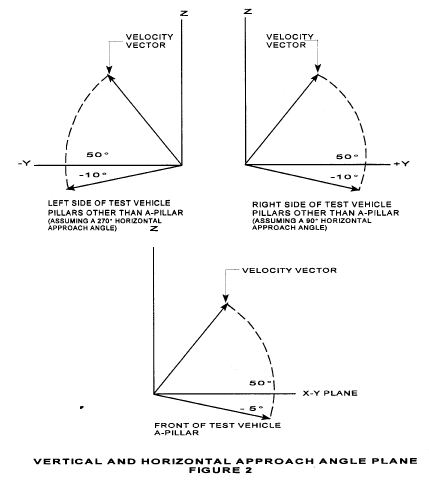 Z
VELOCITY
VECTOR
50°
-Y
-10°
LEFT SIDE OF TEST VEHICLE
PILLARS OTHER THAN A-PILLAR
(ASSUMING A 270° HORIZONTAL
APPROACH ANGLE)
Z
VELOCITY
VECTOR
50°
+Y
-10°
RIGHT SIDE OF TEST VEHICLE
PILLARS OTHER THAN A-PILLAR
(ASSUMING A 90° HORIZONTAL
APPROACH ANGLE)
Z
VELOCITY VECTOR
50°
X-Y PLANE
- 5°
FRONT OF TEST VEHICLE
A-PILLAR
VERTICAL AND HORIZONTAL APPROACH ANGLE PLANE
FIGURE 2